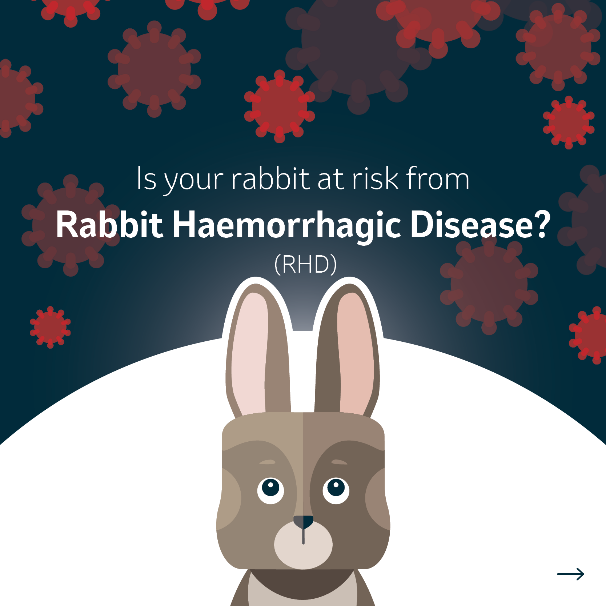 Is your rabbit at risk from
Rabbit Haemorrhagic Disease?
(RHD)